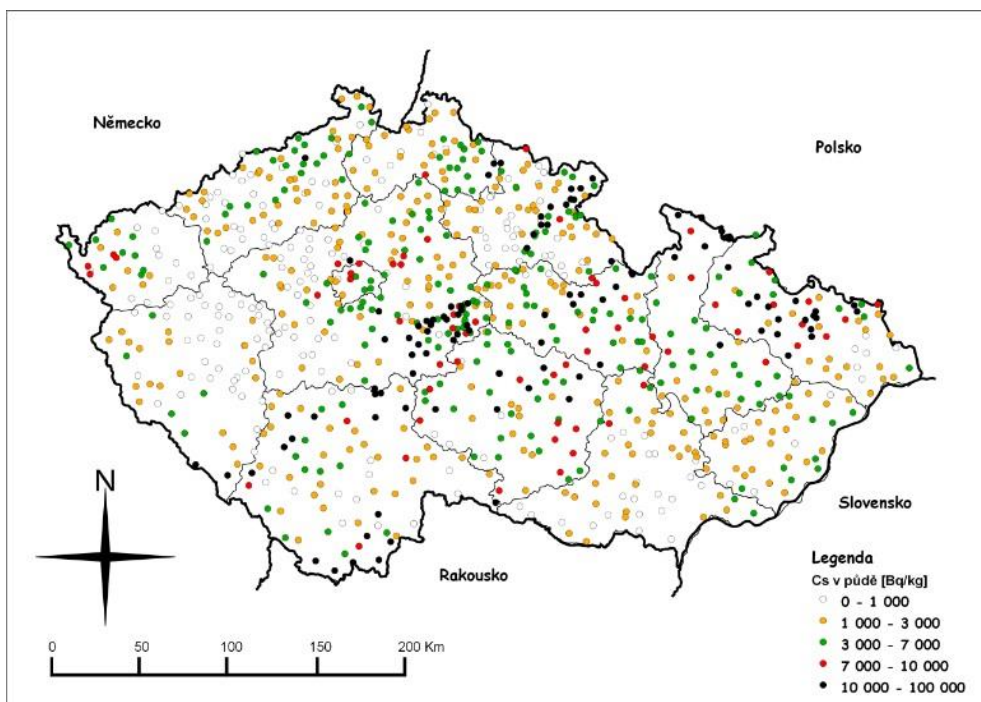 Německo
Polsko
N
Slovensko
Rakousko
Legenda
Cs v půdě [Bq/kg]
0 - 1 000
1 000 - 3 000
3 000 - 7 000
7 000 - 10 000
10 000 - 100 000
0 50 100 150 200 Km